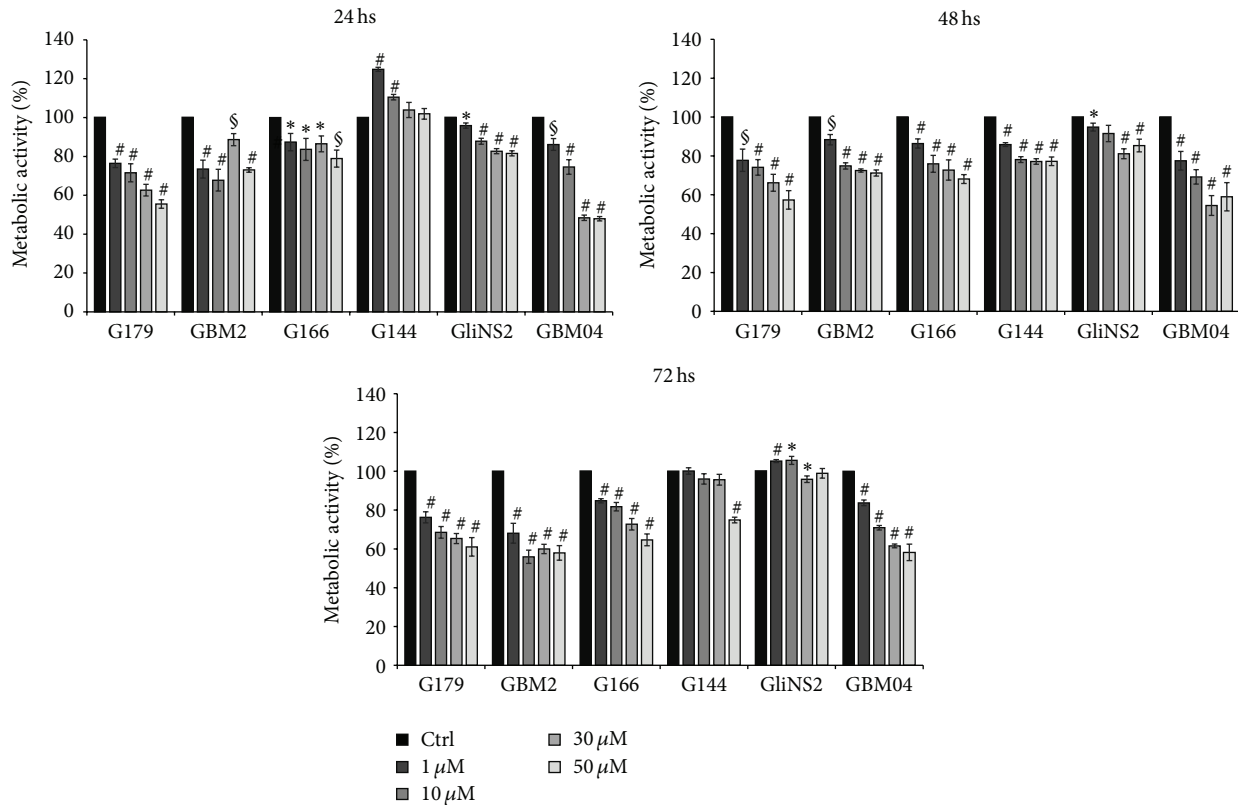 24 hs
Metabolic activity (%)
140
120
100
80
60
40
20
0
# # # #
# # § #
* * * §
# #
* # # #
§ # # #
G179 GBM2 G166 G144 GliNS2 GBM04
48 hs
Metabolic activity (%)
140
120
100
80
60
40
20
0
§ # # #
§ # # #
# # # #
# # # #
* # #
# # # #
G179 GBM2 G166 G144 GliNS2 GBM04
72 hs
Metabolic activity (%)
140
120
100
80
60
40
20
0
# # # #
# # # #
# # # #
#
# * *
# # # #
G179 GBM2 G166 G144 GliNS2 GBM04
Ctrl
1 μM
10 μM
30 μM
50 μM